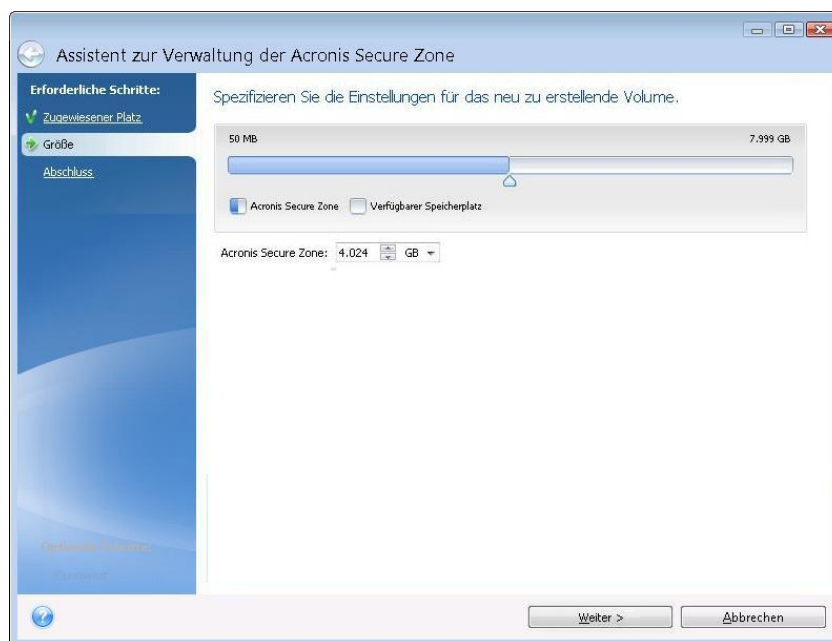 Assistent zur Verwaltung der Acronis Secure Zone
Erforderliche Schritte:
Zugewiesener Platz
Größe
Abschluss
Spezifizieren Sie die Einstellungen für das neu zu erstellende Volume.
50 MB 7.999 GB
Acronis Secure Zone Verfügbarer Speicherplatz
Acronis Secure Zone: 4.024 GB
Weiter > Abbrechen